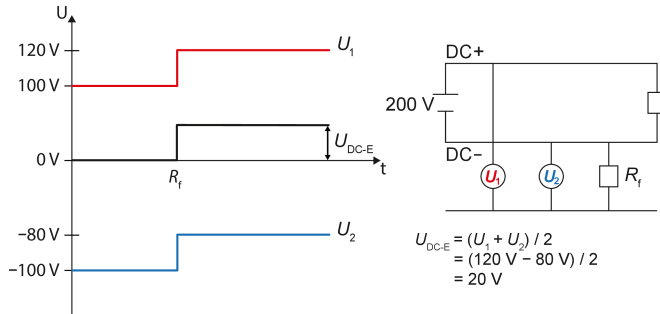 U
120 V
U1
100 V
UDC-E
0 V
Rf
t
−80 V
U2
−100 V
DC+
200 V
DC−
U1
U2
Rf
UDC-E = (U1 + U2) / 2
= (120 V − 80 V) / 2
= 20 V